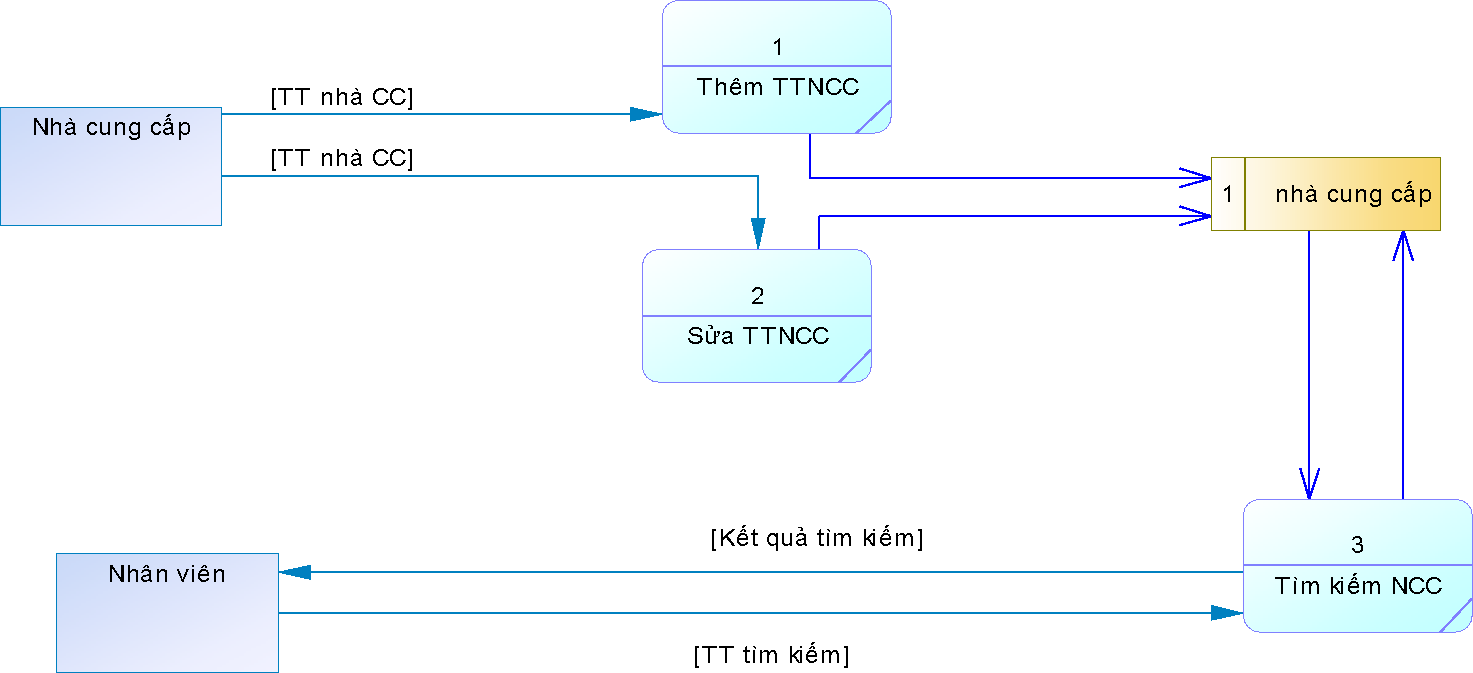 1
Thêm TTNCC
[TT nhà CC]
Nhà cung cấp
[TT nhà CC]
1
nhà cung cấp
2
Sửa TTNCC
[Kết quả tìm kiếm]
3
Nhân viên
Tìm kiếm NCC
[TT tìm kiếm]